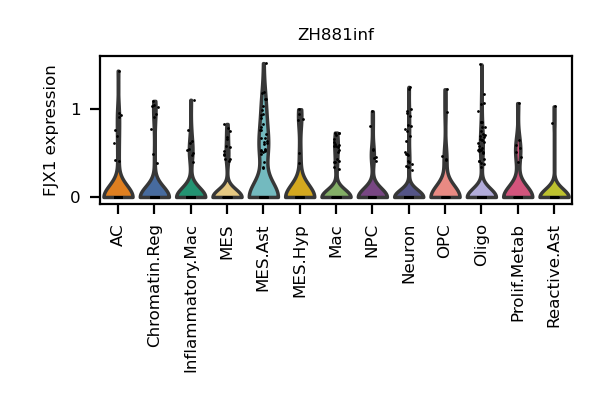 ZH881inf
FJX1 expression
1
0
AC
Chromatin.Reg
Inflammatory.Mac
MES
MES.Ast
MES.Hyp
Mac
NPC
Neuron
OPC
Oligo
Prolif.Metab
Reactive.Ast